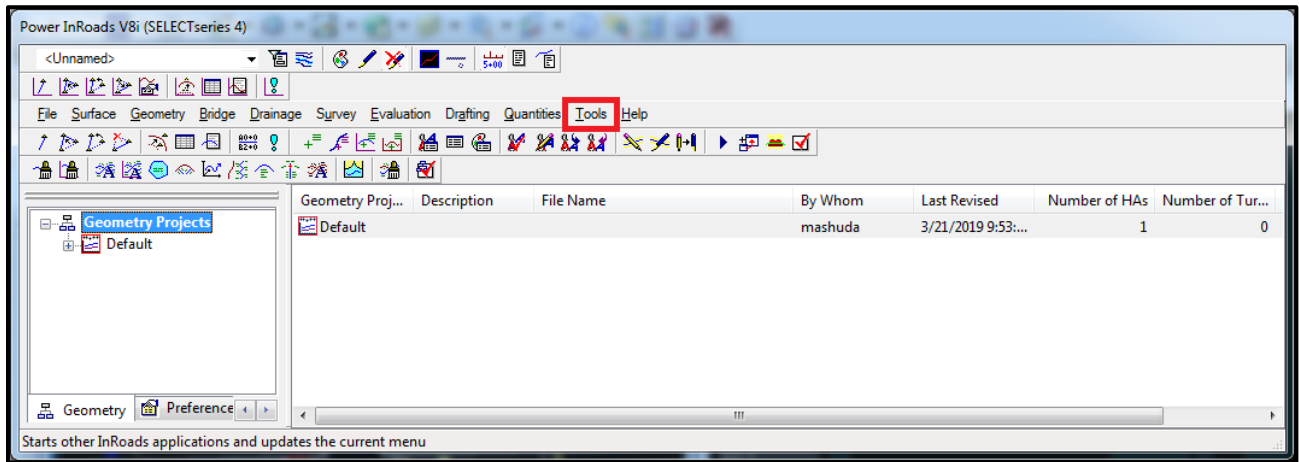 Power InRoads V8i (SELECTseries 4)
<Unnamed>
5+00
File Surface Geometry Bridge Drainage Survey Evaluation Drafting Quantities Tools Help
Geometry Proj... Description File Name By Whom Last Revised Number of HAs Number of Tur...
Geometry Projects
Default
Default mashuda 3/21/2019 9:53:... 1 0
Geometry Preference
Starts other InRoads applications and updates the current menu